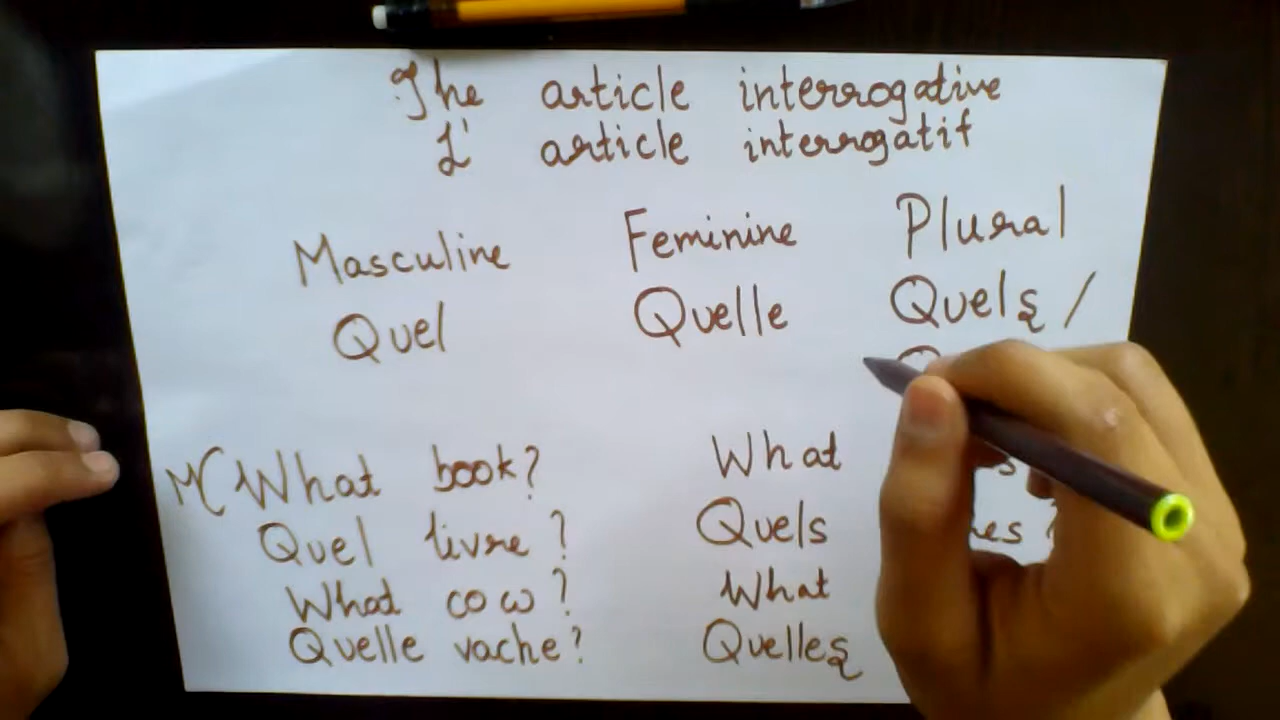 The article interrogative
L' article interrogatif
Masculine Feminine Plural
Quel Quelle Quels /
M( What book? What
Quel livre? Quels
What cow? What
Quelle vache? Quelles